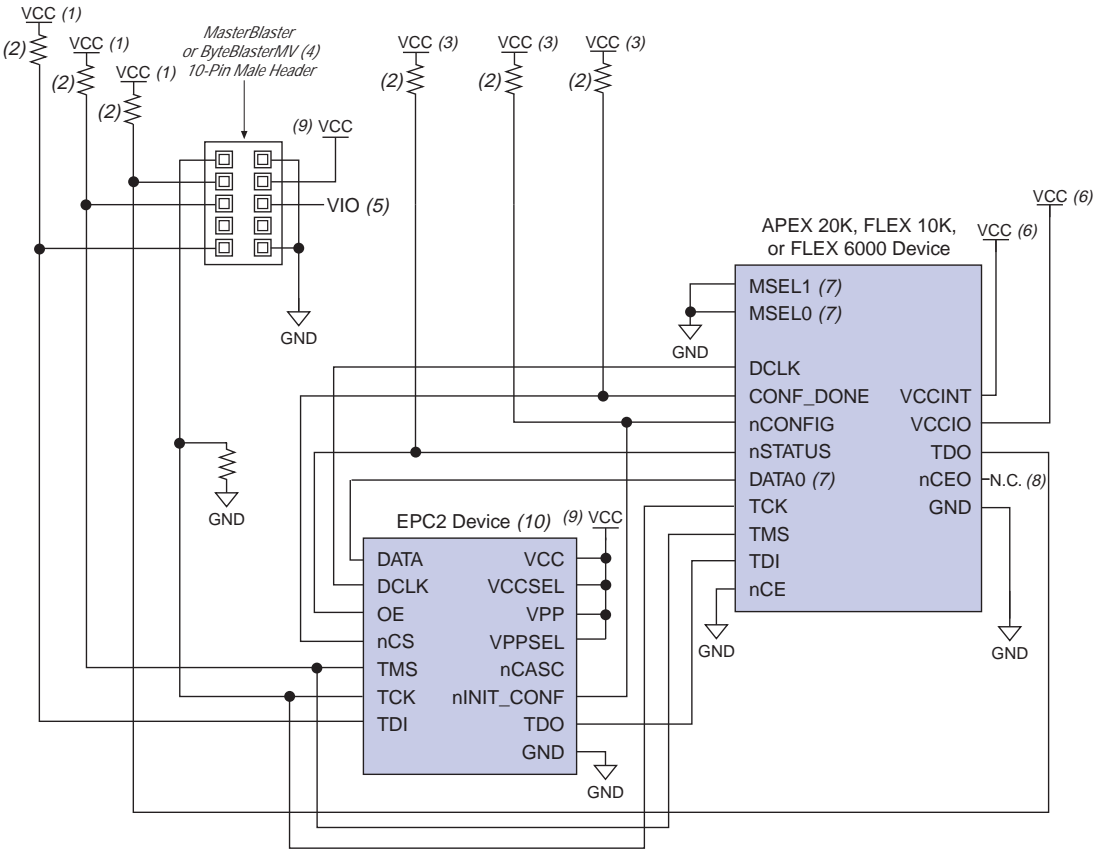 VCC (1)
(2)
VCC (1)
(2)
VCC (1)
(2)
MasterBlaster
or ByteBlasterMV (4)
10-Pin Male Header
(9) VCC
VIO (5)
GND
GND
VCC (3)
(2)
VCC (3)
(2)
VCC (3)
(2)
VCC (6)
VCC (6)
APEX 20K, FLEX 10K,
or FLEX 6000 Device
MSEL1 (7)
MSEL0 (7)
GND
DCLK
CONF_DONE
nCONFIG
nSTATUS
DATA0 (7)
TCK
TMS
TDI
nCE
GND
VCCINT
VCCIO
TDO
nCEO
N.C. (8)
GND
GND
EPC2 Device (10)
(9) VCC
DATA
DCLK
OE
nCS
TMS
TCK
TDI
VCC
VCCSEL
VPP
VPPSEL
nCASC
nINIT_CONF
TDO
GND
GND